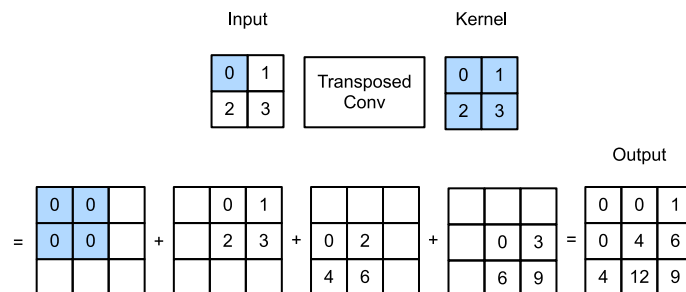 Input Kernel
0 1 Transposed Conv 0 1
2 3 2 3
Output
0 0 0 1 0 0 1
= 0 0 + 2 3 + 0 2 + 0 3 = 0 4 6
4 6 6 9 4 12 9